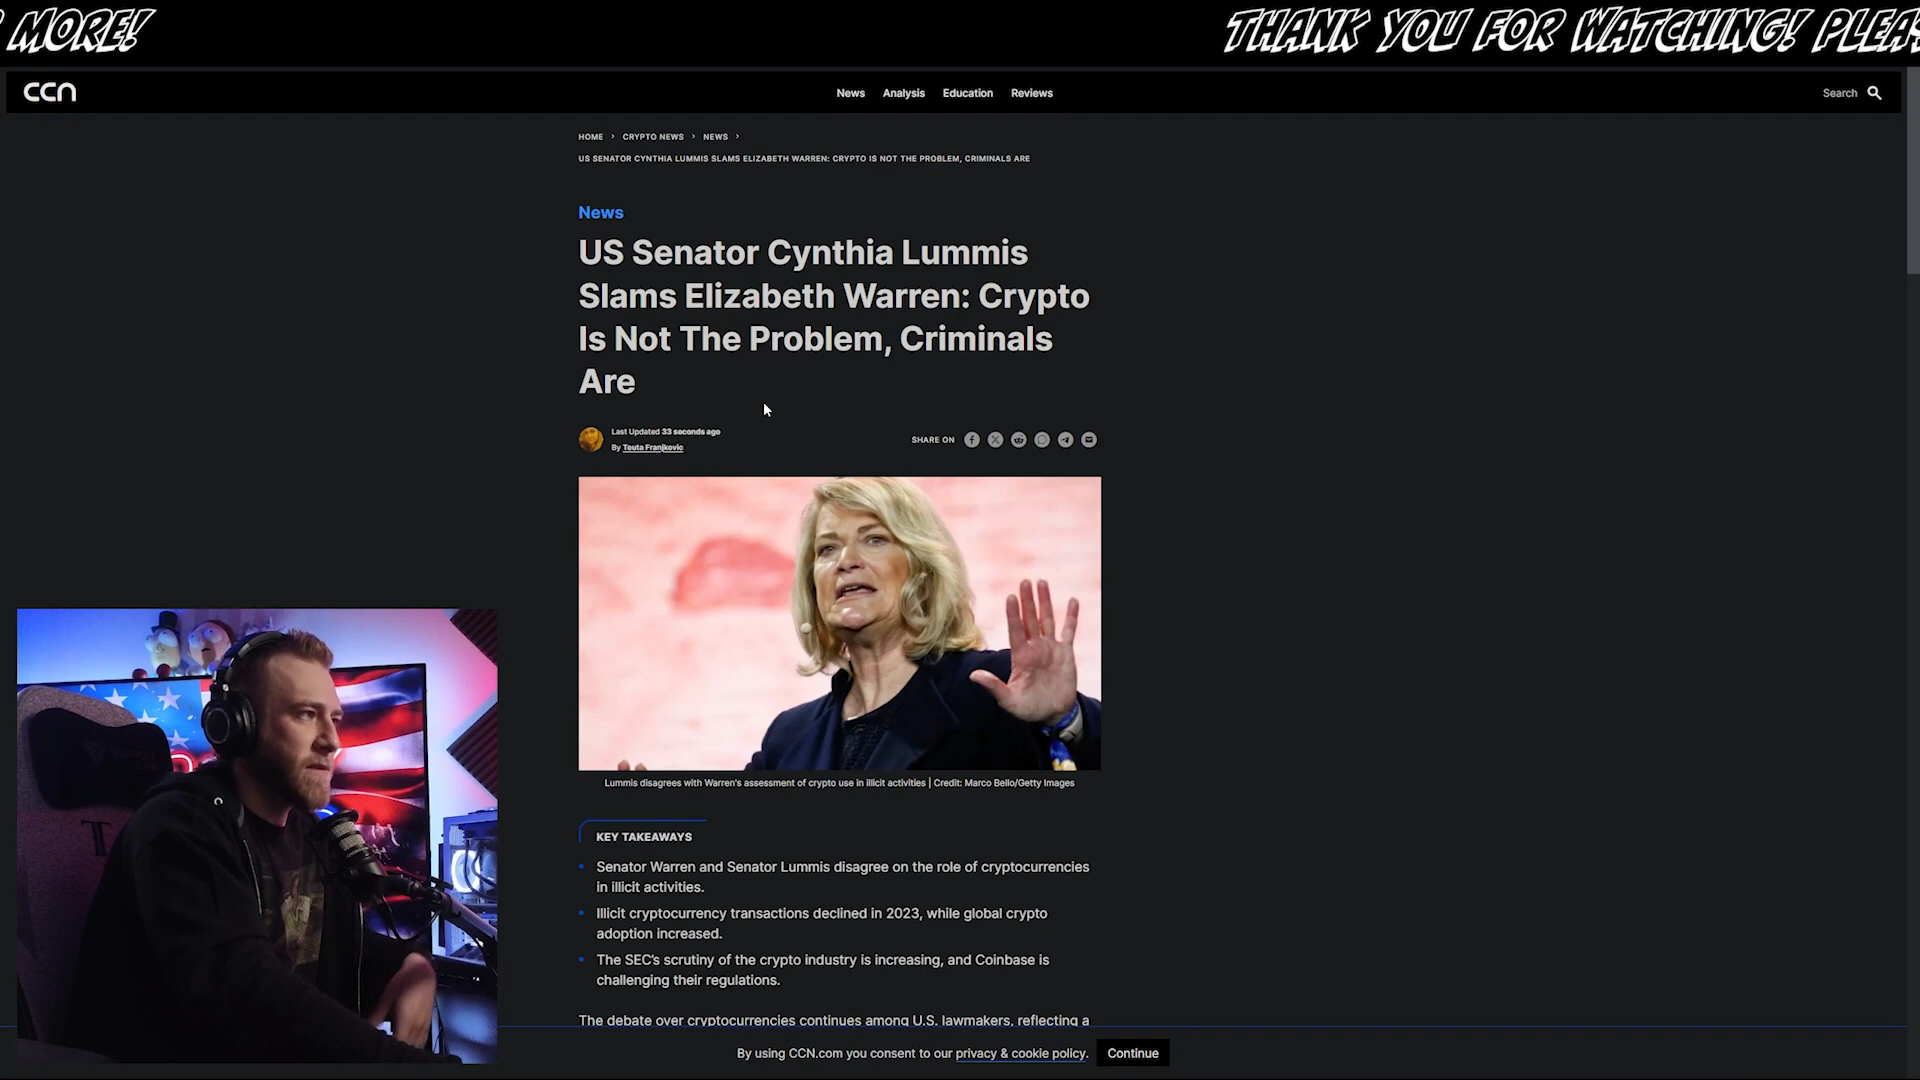 MORE!
THANK YOU FOR WATCHING!
CCN
News
Analysis
Education
Reviews
Search
HOME > CRYPTO NEWS > NEWS >
US SENATOR CYNTHIA LUMMIS SLAMS ELIZABETH WARREN: CRYPTO IS NOT THE PROBLEM, CRIMINALS ARE
News
US Senator Cynthia Lummis
Slams Elizabeth Warren: Crypto
Is Not The Problem, Criminals
Are
Last Updated 33 seconds ago
By Teuta Franjkovic
SHARE ON
Lummis disagrees with Warren's assessment of crypto use in illicit activities | Credit: Marco Bello/Getty Images
KEY TAKEAWAYS
Senator Warren and Senator Lummis disagree on the role of cryptocurrencies
in illicit activities.
Illicit cryptocurrency transactions declined in 2023, while global crypto
adoption increased.
The SEC's scrutiny of the crypto industry is increasing, and Coinbase is
challenging their regulations.
The debate over cryptocurrencies continues among U.S. lawmakers, reflecting a
By using CCN.com you consent to our privacy & cookie policy.
Continue